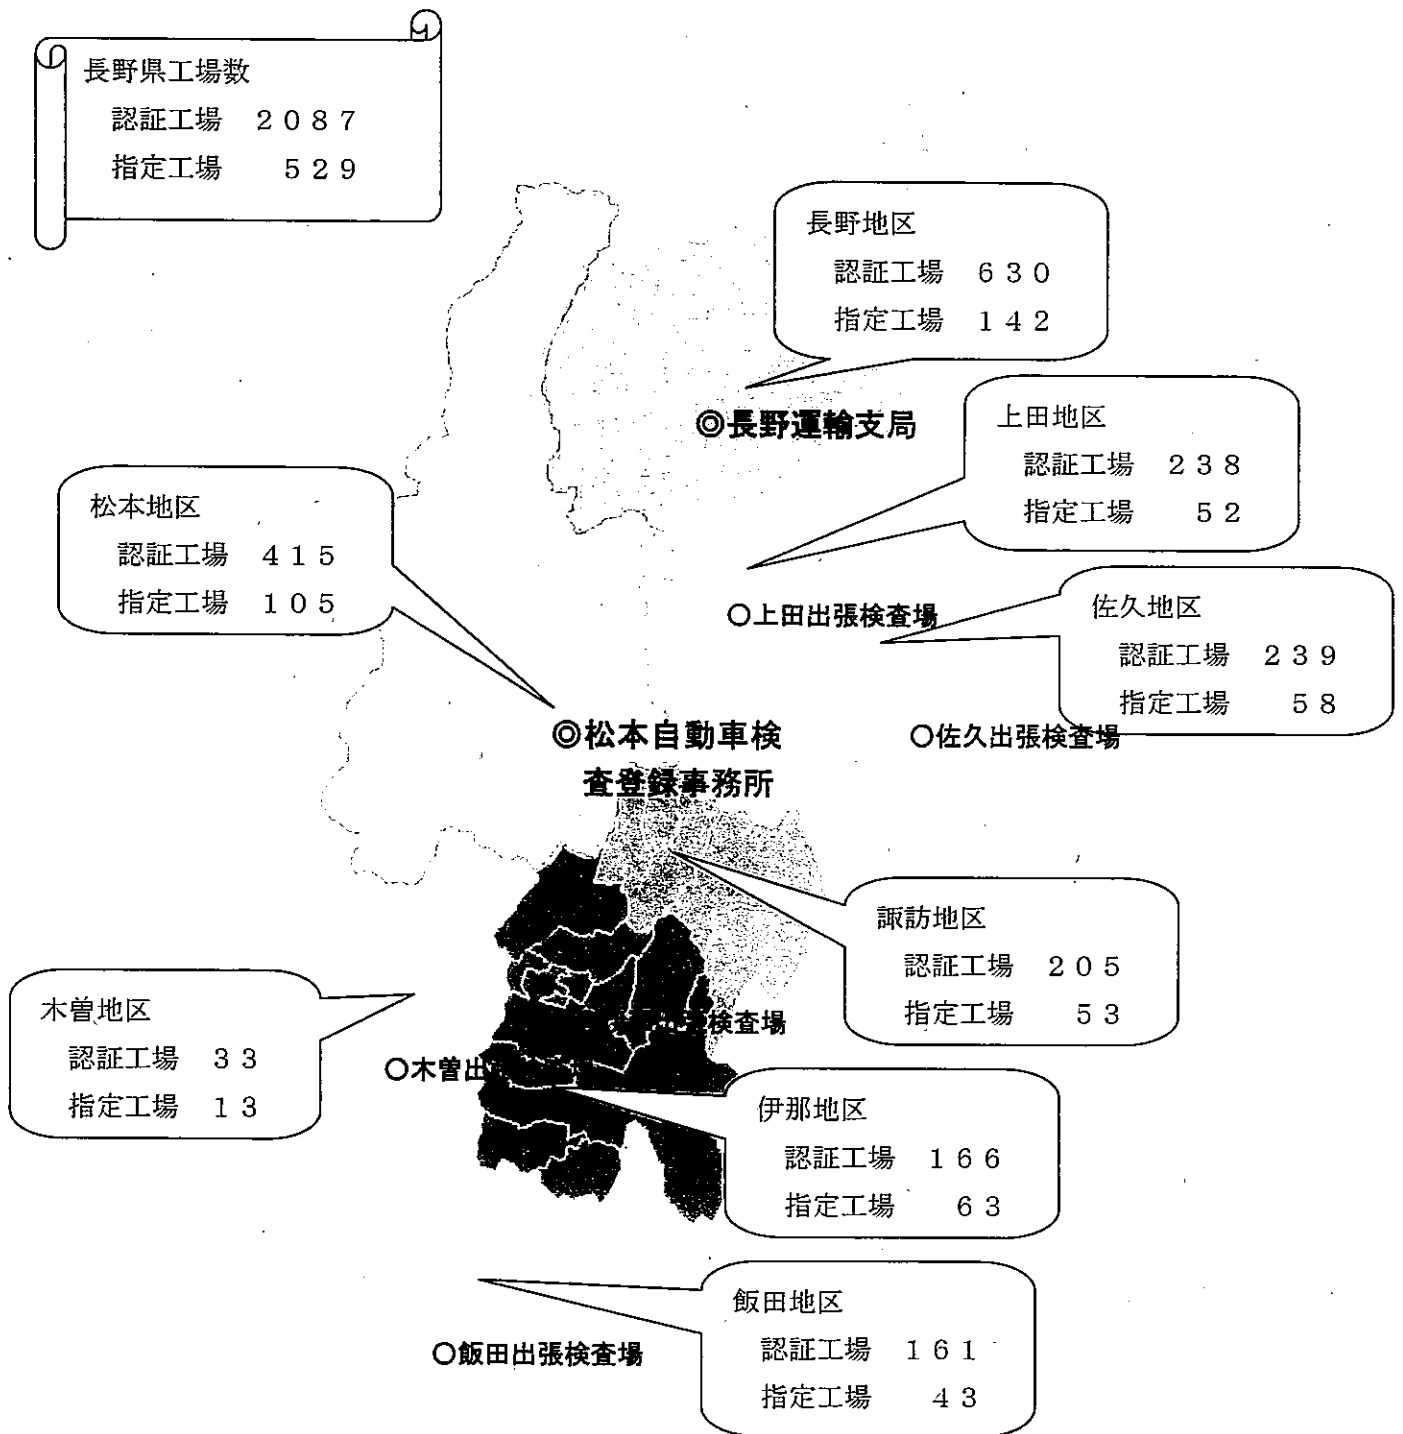 長野県工場数
認証工場 2087
指定工場 529
長野地区
認証工場 630
指定工場 142
◎長野運輸支局
上田地区
認証工場 238
指定工場 52
松本地区
認証工場 415
指定工場 105
○上田出張検査場
佐久地区
認証工場 239
指定工場 58
◎松本自動車検
査登録事務所
○佐久出張検査場
諏訪地区
認証工場 205
指定工場 53
検査場
木曽地区
認証工場 33
指定工場 13
○木曽出
伊那地区
認証工場 166
指定工場 63
飯田地区
認証工場 161
指定工場 43
○飯田出張検査場